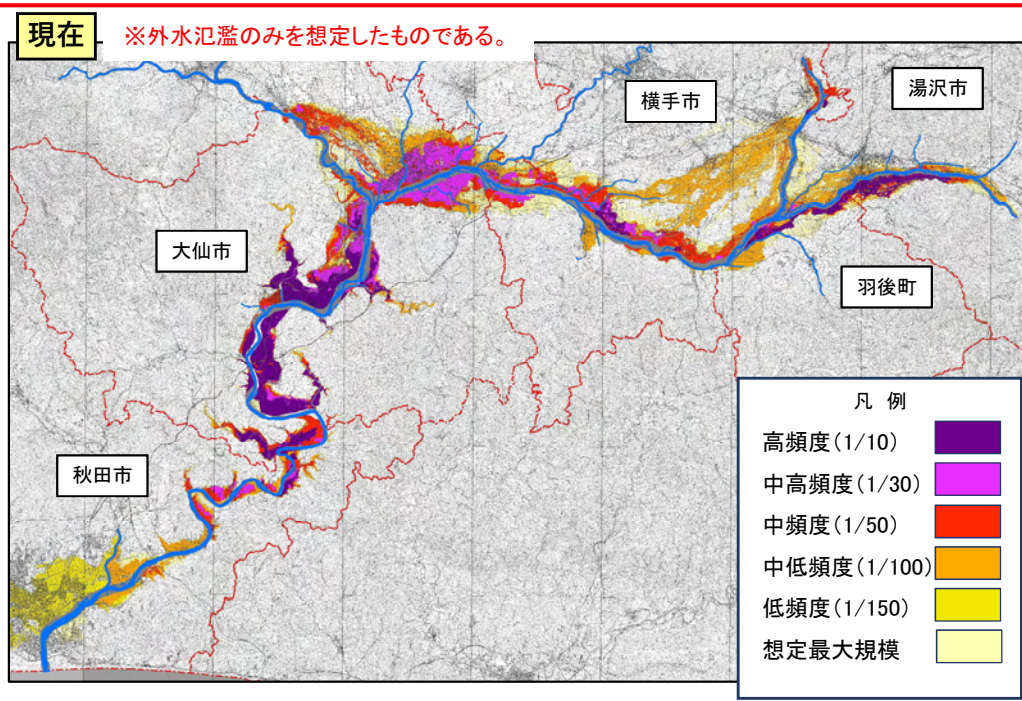 現在
※外水氾濫のみを想定したものである。
横手市
湯沢市
大仙市
羽後町
秋田市
凡 例
高頻度(1/10)
中高頻度(1/30)
中頻度(1/50)
中低頻度(1/100)
低頻度(1/150)
想定最大規模